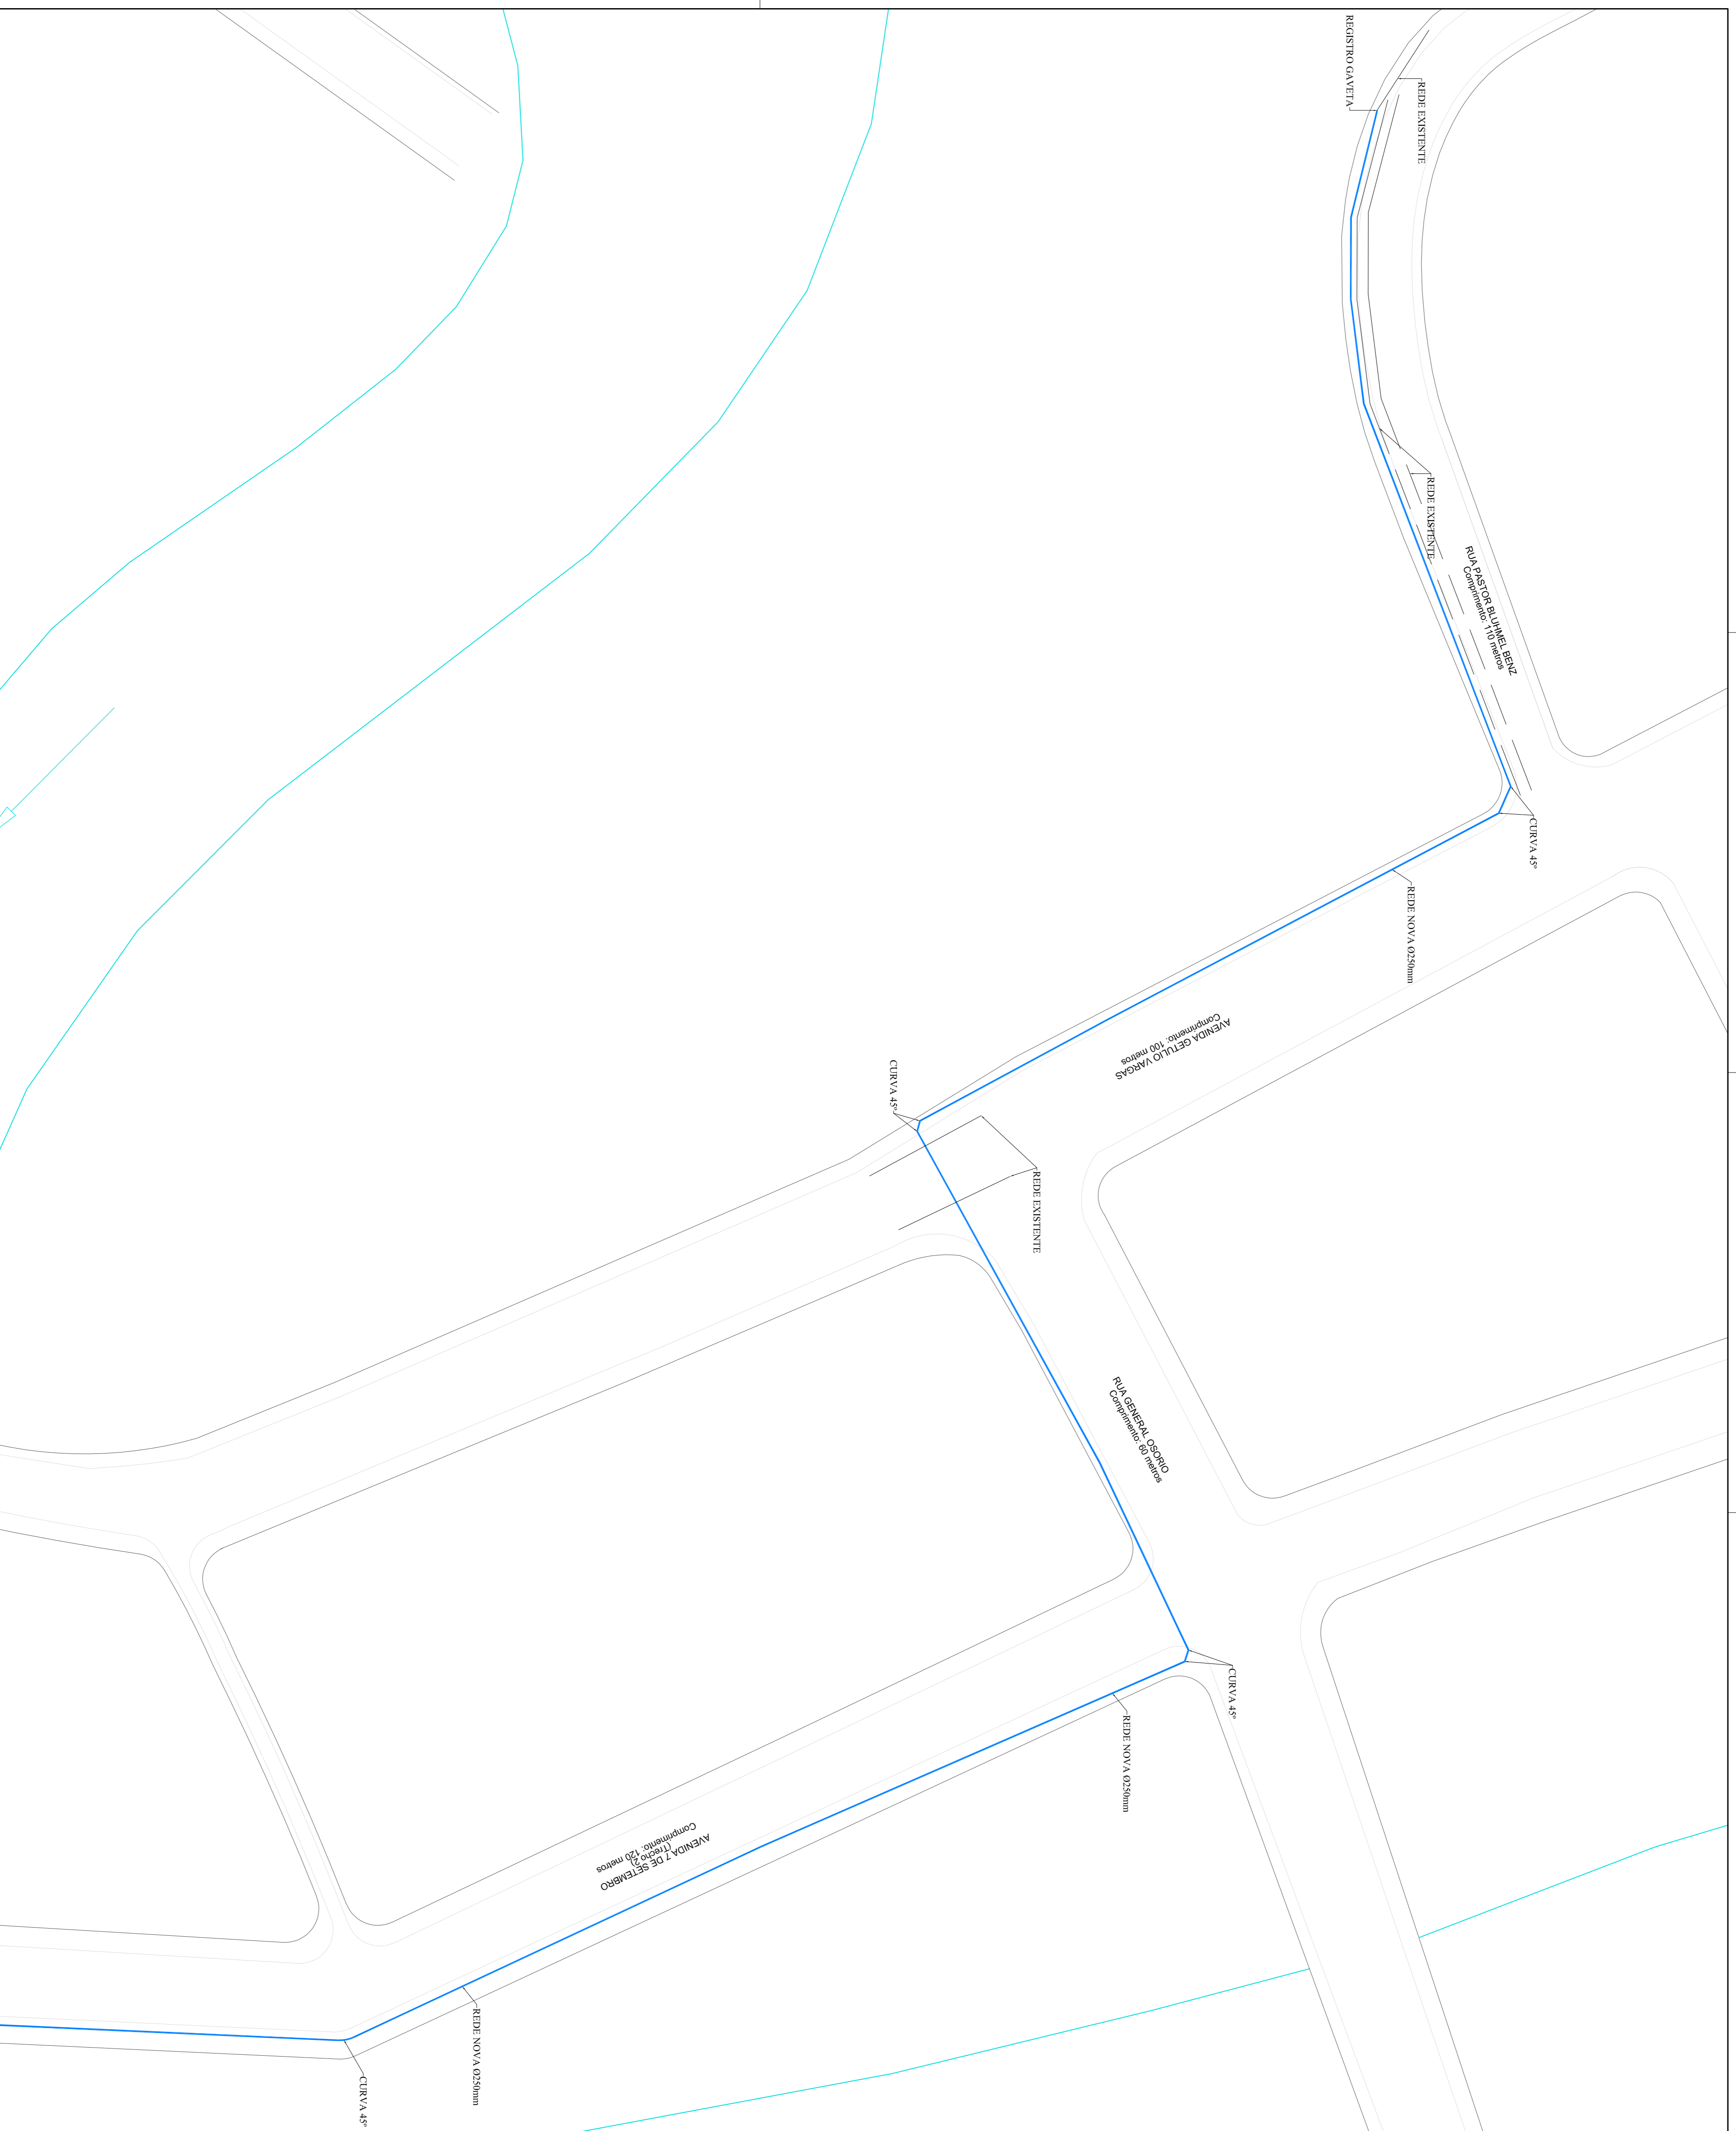 REGISTRO GAVETA
REDE EXISTENTE
REDE EXISTENTE
RUA PASTOR BLUHMEL BENZ
Comprimento: 110 metros
CURVA 45°
REDE NOVA Ø250mm
AVENIDA GETULIO VARGAS
Comprimento: 100 metros
CURVA 45°
REDE EXISTENTE
RUA GENERAL OSORIO
Comprimento: 60 metros
CURVA 45°
REDE NOVA Ø250mm
AVENIDA 7 DE SETEMBRO
(Trecho 2)
Comprimento: 120 metros
REDE NOVA Ø250mm
CURVA 45°